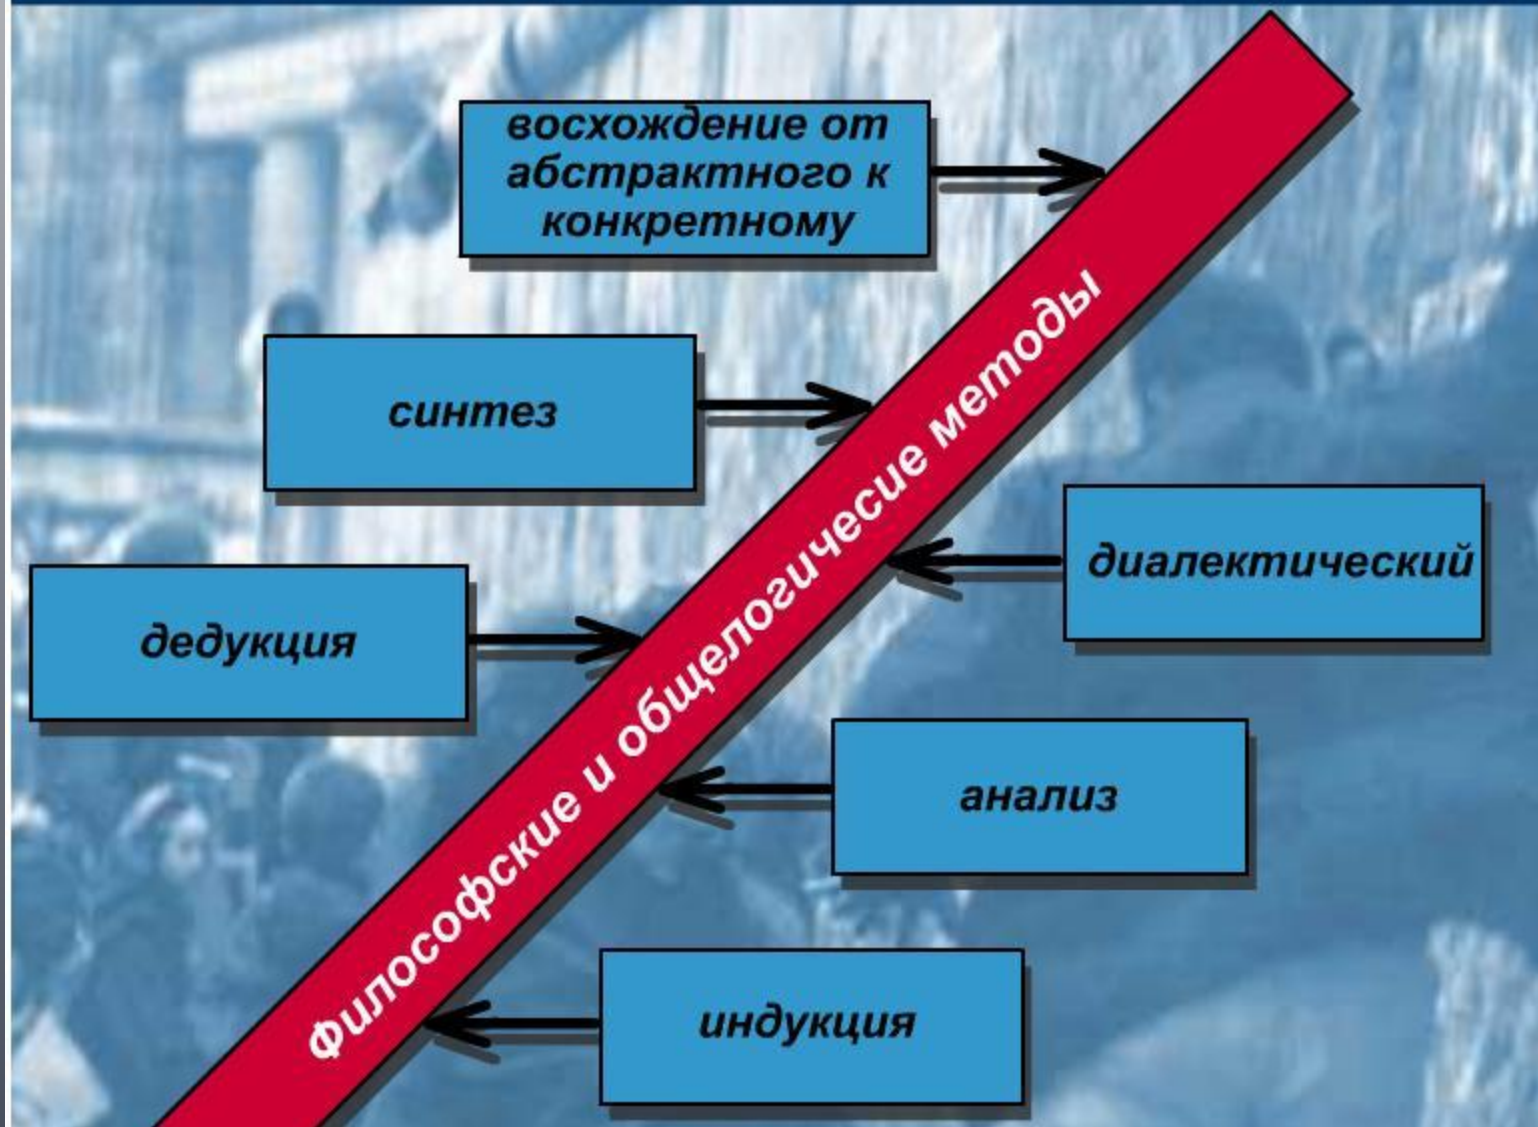 восхождение от
абстрактного к
конкретному
синтез
дедукция
Философские и общелогичесие методы
диалектический
анализ
индукция